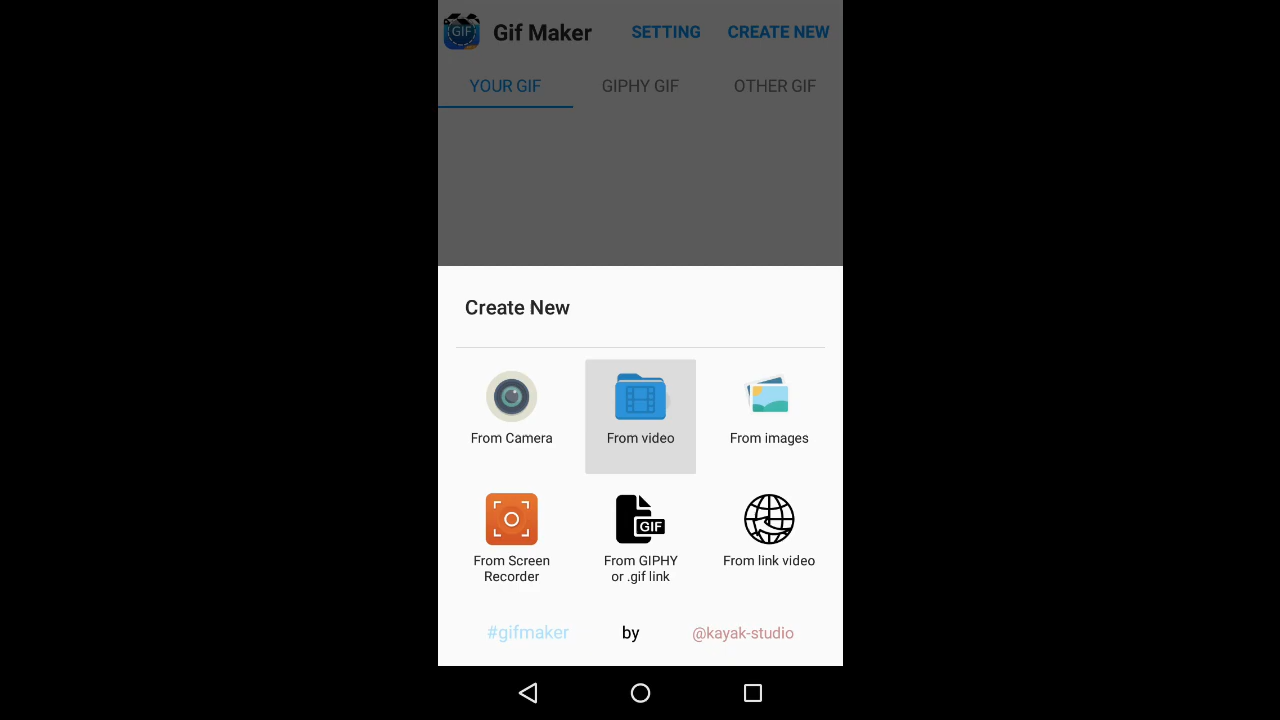 GIF
Gif Maker
SETTING
CREATE NEW
YOUR GIF
GIPHY GIF
OTHER GIF
Create New
From Camera
From video
From images
GIF
From Screen
Recorder
From GIPHY
or .gif link
From link video
#gifmaker
by
@kayak-studio